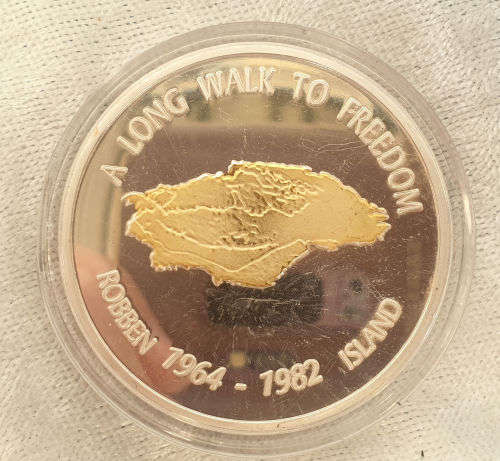 A LONG WALK TO FREEDOM
ROBBEN 1964 - 1982 ISLAND